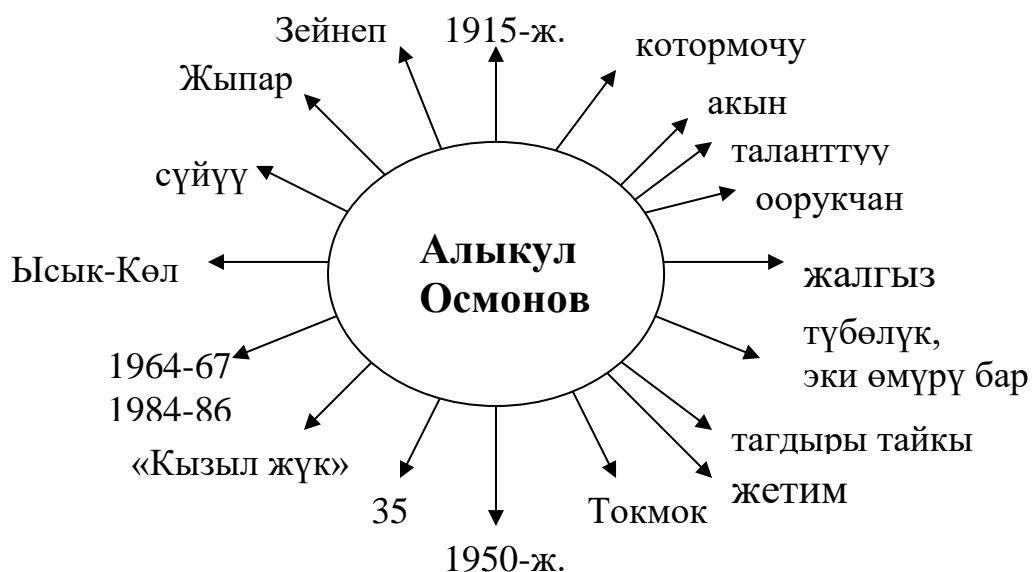 Зейнеп
1915-ж.
котормочу
Жыпар
акын
таланттуу
сүйүү
оорукчан
Алыкул
Осмонов
Ысык-Көл
жалгыз
түбөлүк,
эки өмүрү бар
1964-67
1984-86
тагдыры тайкы
«Кызыл жүк»
жетим
35
Токмок
1950-ж.